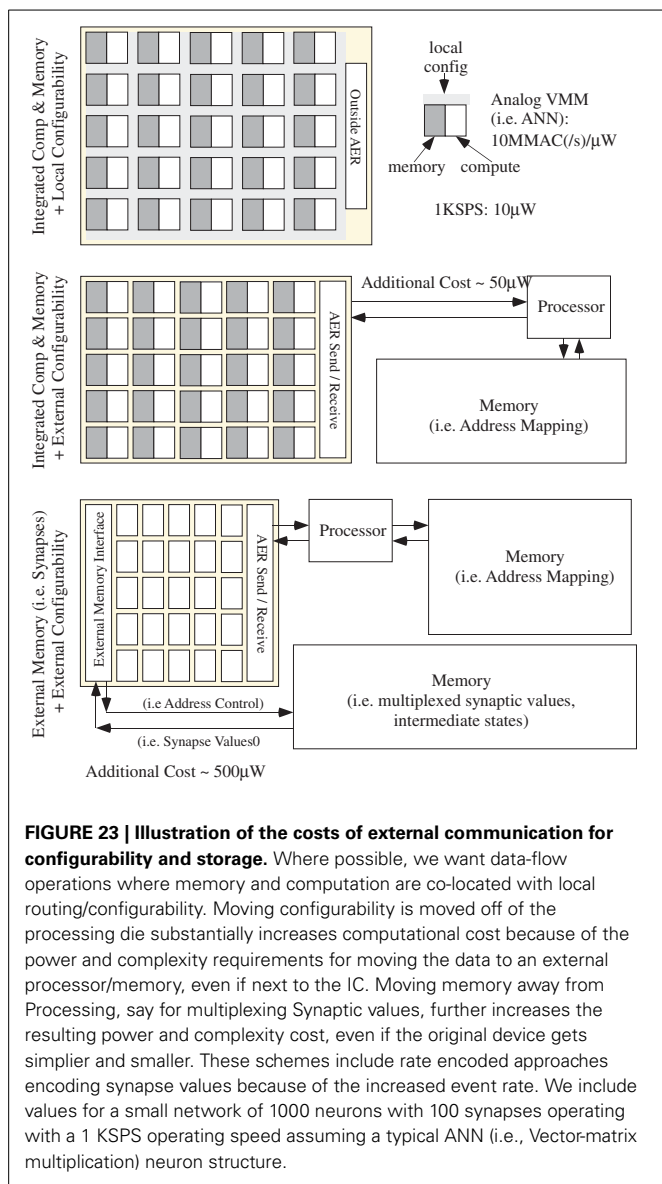 Integrated Comp & Memory
+ Local Configurability
Outside AER
local
config
memory
compute
Analog VMM
(i.e. ANN):
10MMAC(/s)/µW
1KSPS: 10µW
Integrated Comp & Memory
+ External Configurability
AER Send / Receive
Additional Cost ~ 50µW
Processor
Memory
(i.e. Address Mapping)
External Memory (i.e. Synapses)
+ External Configurability
External Memory Interface
AER Send / Receive
Processor
Memory
(i.e. Address Mapping)
(i.e Address Control)
(i.e. Synapse Values0
Memory
(i.e. multiplexed synaptic values,
intermediate states)
Additional Cost ~ 500µW
FIGURE 23 | Illustration of the costs of external communication for
configurability and storage. Where possible, we want data-flow
operations where memory and computation are co-located with local
routing/configurability. Moving configurability is moved off of the
processing die substantially increases computational cost because of the
power and complexity requirements for moving the data to an external
processor/memory, even if next to the IC. Moving memory away from
Processing, say for multiplexing Synaptic values, further increases the
resulting power and complexity cost, even if the original device gets
simplier and smaller. These schemes include rate encoded approaches
encoding synapse values because of the increased event rate. We include
values for a small network of 1000 neurons with 100 synapses operating
with a 1 KSPS operating speed assuming a typical ANN (i.e., Vector-matrix
multiplication) neuron structure.